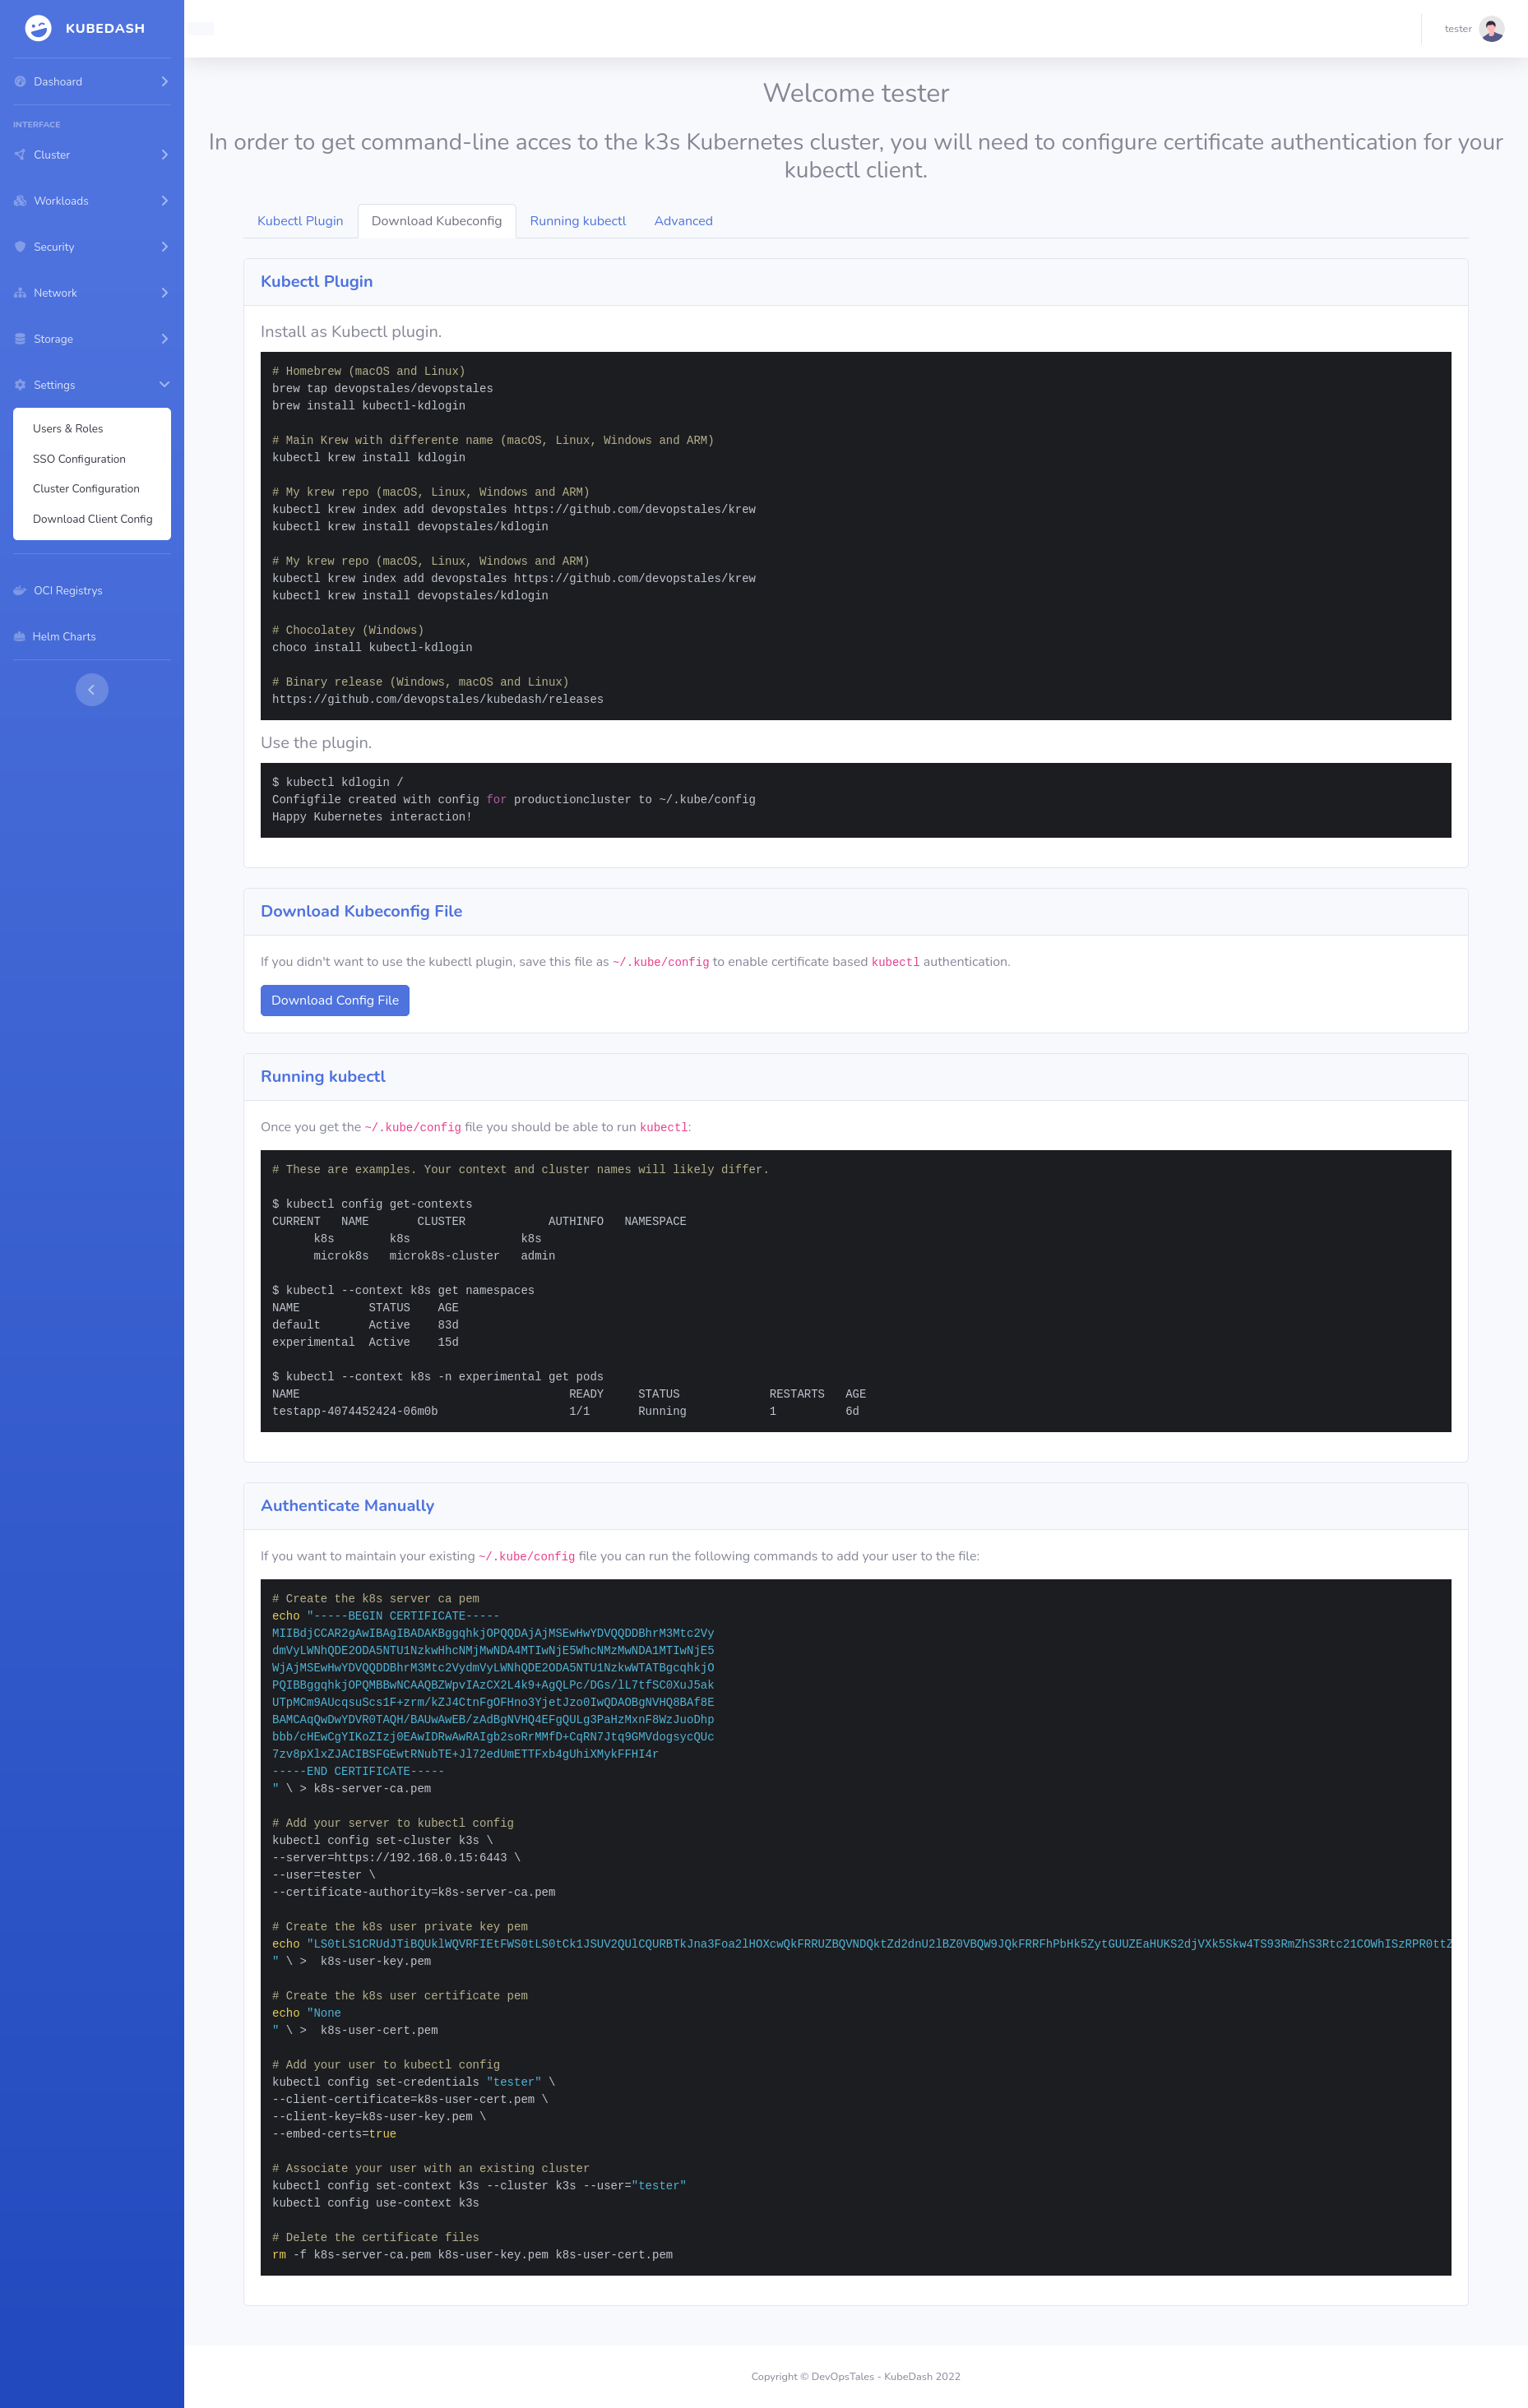 KUBEDASH
tester
Dashoard
INTERFACE
Cluster
Workloads
Security
Network
Storage
Settings
Users & Roles
SSO Configuration
Cluster Configuration
Download Client Config
OCI Registrys
Helm Charts
Welcome tester
In order to get command-line acces to the k3s Kubernetes cluster, you will need to configure certificate authentication for your
kubectl client.
Kubectl Plugin Download Kubeconfig Running kubectl Advanced
Kubectl Plugin
Install as Kubectl plugin.
# Homebrew (macOS and Linux)
brew tap devopstales/devopstales
brew install kubectl-kdlogin
# Main Krew with differente name (macOS, Linux, Windows and ARM)
kubectl krew install kdlogin
# My krew repo (macOS, Linux, Windows and ARM)
kubectl krew index add devopstales https://github.com/devopstales/krew
kubectl krew install devopstales/kdlogin
# My krew repo (macOS, Linux, Windows and ARM)
kubectl krew index add devopstales https://github.com/devopstales/krew
kubectl krew install devopstales/kdlogin
# Chocolatey (Windows)
choco install kubectl-kdlogin
# Binary release (Windows, macOS and Linux)
https://github.com/devopstales/kubedash/releases
Use the plugin.
$ kubectl kdlogin /
Configfile created with config for productioncluster to ~/.kube/config
Happy Kubernetes interaction!
Download Kubeconfig File
If you didn't want to use the kubectl plugin, save this file as ~/.kube/config to enable certificate based kubectl authentication.
Download Config File
Running kubectl
Once you get the ~/.kube/config file you should be able to run kubectl:
# These are examples. Your context and cluster names will likely differ.
$ kubectl config get-contexts
CURRENT   NAME       CLUSTER            AUTHINFO   NAMESPACE
      k8s        k8s                k8s
      microk8s   microk8s-cluster   admin
$ kubectl --context k8s get namespaces
NAME          STATUS    AGE
default       Active    83d
experimental  Active    15d
$ kubectl --context k8s -n experimental get pods
NAME                                       READY     STATUS             RESTARTS   AGE
testapp-4074452424-06m0b                   1/1       Running            1          6d
Authenticate Manually
If you want to maintain your existing ~/.kube/config file you can run the following commands to add your user to the file:
# Create the k8s server ca pem
echo "-----BEGIN CERTIFICATE-----
MIIBdjCCAR2gAwIBAgIBADAKBggqhkjOPQQDAjAjMSEwHwYDVQQDDBhrM3Mtc2Vy
dmVyLWNhQDE2ODA5NTU1NzkwHhcNMjMwNDA4MTIwNjE5WhcNMzMwNDA1MTIwNjE5
WjAjMSEwHwYDVQQDDBhrM3Mtc2VydmVyLWNhQDE2ODA5NTU1NzkwWTATBgcqhkjO
PQIBBggqhkjOPQMBBwNCAAQBZWpvIAzCX2L4k9+AgQLPc/DGs/lL7tfSC0XuJ5ak
UTpMCm9AUcqsuScs1F+zrm/kZJ4CtnFgOFHno3YjetJzo0IwQDAOBgNVHQ8BAf8E
BAMCAqQwDwYDVR0TAQH/BAUwAwEB/zAdBgNVHQ4EFgQULg3PaHzMxnF8WzJuoDhp
bbb/cHEwCgYIKoZIzj0EAwIDRwAwRAIgb2soRrMMfD+CqRN7Jtq9GMVdogsycQUc
7zv8pXlxZJACIBSFGEwtRNubTE+Jl72edUmETTFxb4gUhiXMykFFHI4r
-----END CERTIFICATE-----
" \ > k8s-server-ca.pem
# Add your server to kubectl config
kubectl config set-cluster k3s \
--server=https://192.168.0.15:6443 \
--user=tester \
--certificate-authority=k8s-server-ca.pem
# Create the k8s user private key pem
echo "LS0tLS1CRUdJTiBQUklWQVRFIEtFWS0tLS0tCk1JSUV2QUlCQURBTkJna3Foa2lHOXcwQkFRRUZBQVNDQktZd2dnU2lBZ0VBQW9JQkFRRFhPbHk5ZytGUUZEaHUKS2djVXk5Skw4TS93RmZhS3Rtc21COWhISzRPR0ttZ
" \ >  k8s-user-key.pem
# Create the k8s user certificate pem
echo "None
" \ >  k8s-user-cert.pem
# Add your user to kubectl config
kubectl config set-credentials "tester" \
--client-certificate=k8s-user-cert.pem \
--client-key=k8s-user-key.pem \
--embed-certs=true
# Associate your user with an existing cluster
kubectl config set-context k3s --cluster k3s --user="tester"
kubectl config use-context k3s
# Delete the certificate files
rm -f k8s-server-ca.pem k8s-user-key.pem k8s-user-cert.pem
Copyright © DevOpsTales - KubeDash 2022